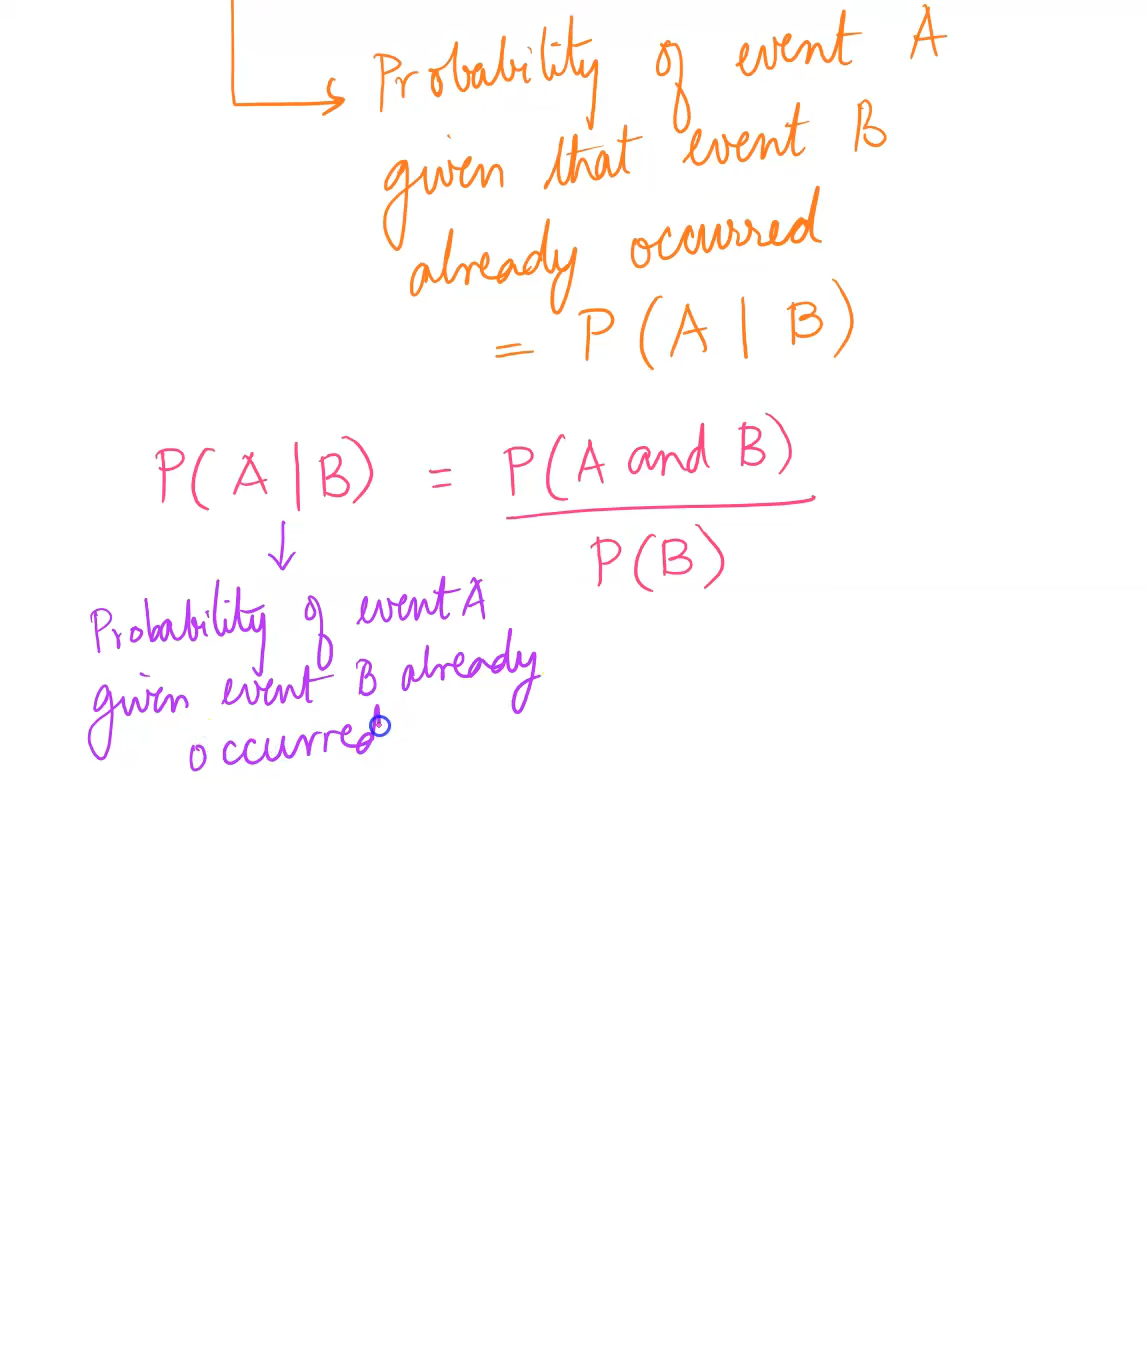 Probability of event A
given that event B
already occurred
= P(A | B)
P(A | B) = P(A and B)
P(B)
Probability of event A
given event B already
occurred